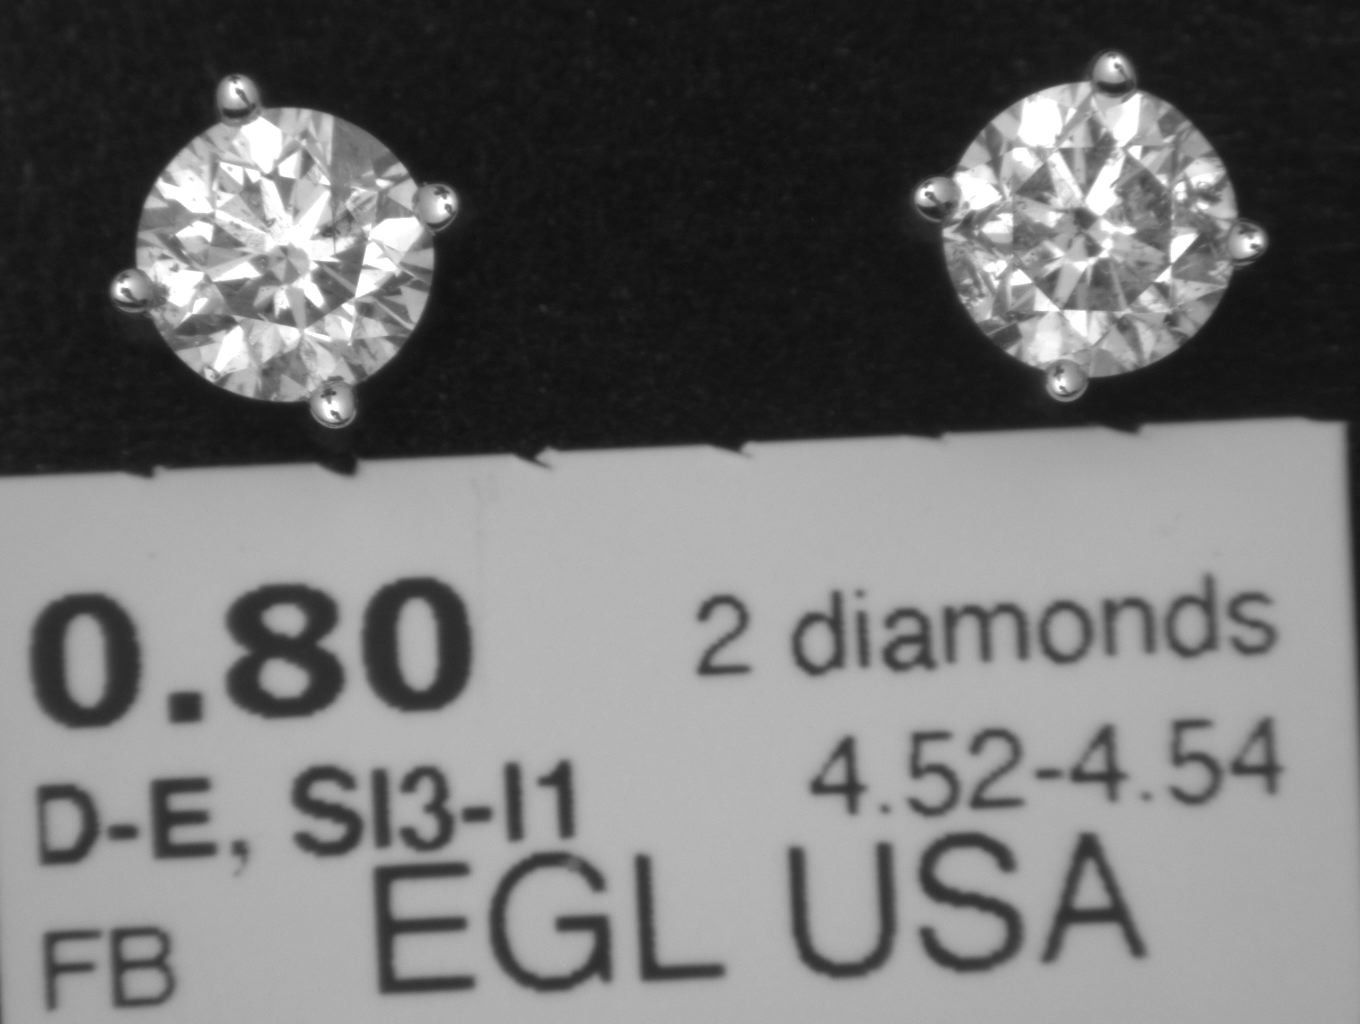 0.80 2 diamonds
D-E, SI3-I1 4.52-4.54
FB EGL USA